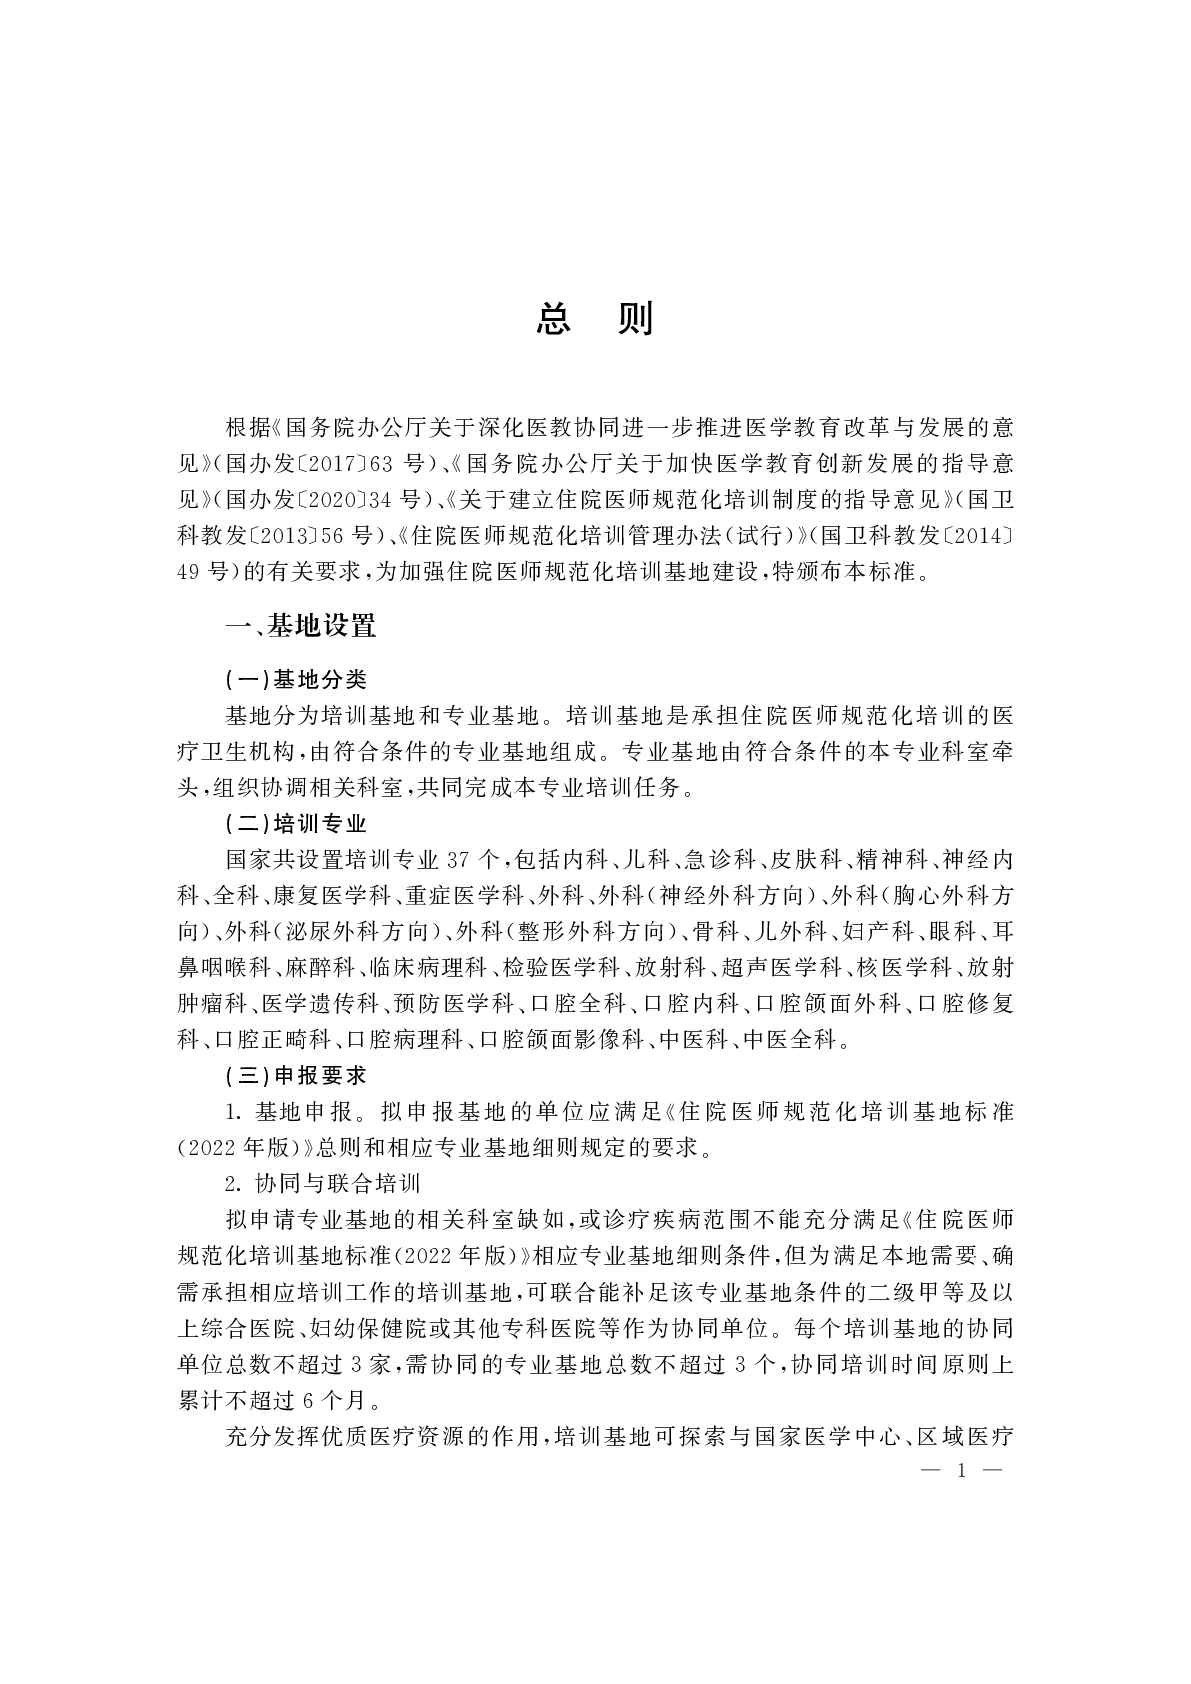 总 则
根据《国务院办公厅关于深化医教协同进一步推进医学教育改革与发展的意
见》(国办发〔2017〕63 号)、《国务院办公厅关于加快医学教育创新发展的指导意
见》(国办发〔2020〕34 号)、《关于建立住院医师规范化培训制度的指导意见》(国卫
科教发〔2013〕56 号)、《住院医师规范化培训管理办法(试行)》(国卫科教发〔2014〕
49 号)的有关要求,为加强住院医师规范化培训基地建设,特颁布本标准。
一、基地设置
(一)基地分类
基地分为培训基地和专业基地。培训基地是承担住院医师规范化培训的医
疗卫生机构,由符合条件的专业基地组成。专业基地由符合条件的本专业科室牵
头,组织协调相关科室,共同完成本专业培训任务。
(二)培训专业
国家共设置培训专业 37 个,包括内科、儿科、急诊科、皮肤科、精神科、神经内
科、全科、康复医学科、重症医学科、外科、外科(神经外科方向)、外科(胸心外科方
向)、外科(泌尿外科方向)、外科(整形外科方向)、骨科、儿外科、妇产科、眼科、耳
鼻咽喉科、麻醉科、临床病理科、检验医学科、放射科、超声医学科、核医学科、放射
肿瘤科、医学遗传科、预防医学科、口腔全科、口腔内科、口腔颌面外科、口腔修复
科、口腔正畸科、口腔病理科、口腔颌面影像科、中医科、中医全科。
(三)申报要求
1. 基地申报。拟申报基地的单位应满足《住院医师规范化培训基地标准
(2022 年版)》总则和相应专业基地细则规定的要求。
2. 协同与联合培训
拟申请专业基地的相关科室缺如,或诊疗疾病范围不能充分满足《住院医师
规范化培训基地标准(2022 年版)》相应专业基地细则条件,但为满足本地需要、确
需承担相应培训工作的培训基地,可联合能补足该专业基地条件的二级甲等及以
上综合医院、妇幼保健院或其他专科医院等作为协同单位。每个培训基地的协同
单位总数不超过 3 家,需协同的专业基地总数不超过 3 个,协同培训时间原则上
累计不超过 6 个月。
充分发挥优质医疗资源的作用,培训基地可探索与国家医学中心、区域医疗
— 1 —